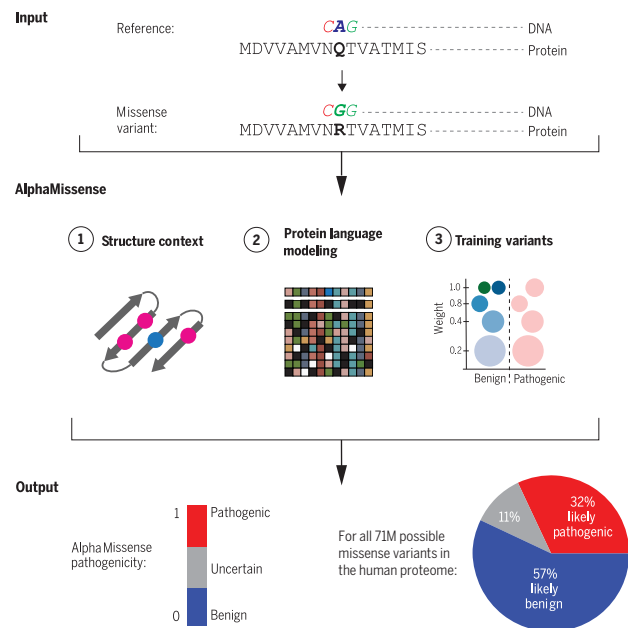 Input
Reference:
CAG
DNA
MDVVAMVNQTVATMIS
Protein
Missense
variant:
CGG
DNA
MDVVAMVNRTVATMIS
Protein
AlphaMissense
1 Structure context
2 Protein language
modeling
3 Training variants
Weight
1.0
0.8
0.4
0.2
Benign
Pathogenic
Output
Alpha Missense
pathogenicity:
1
Pathogenic
Uncertain
0
Benign
For all 71M possible
missense variants in
the human proteome:
32%
likely
pathogenic
11%
57%
likely
benign